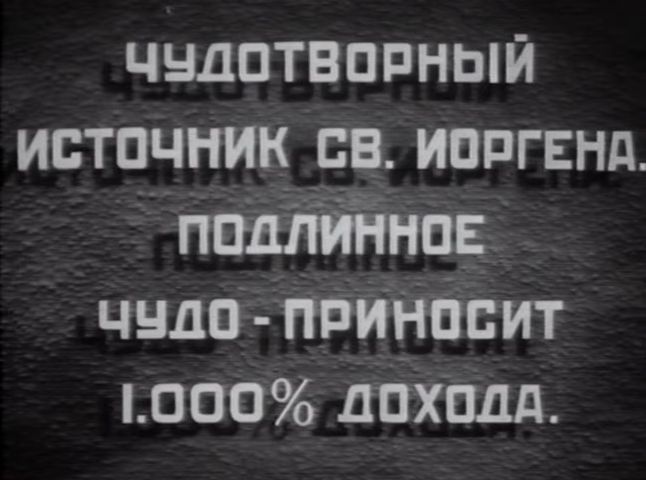 ЧУДОТВОРНЫЙ
ИСТОЧНИК СВ. ИОРГЕНА.
ПОДЛИННОЕ
ЧУДО - ПРИНОСИТ
1.000% ДОХОДА.